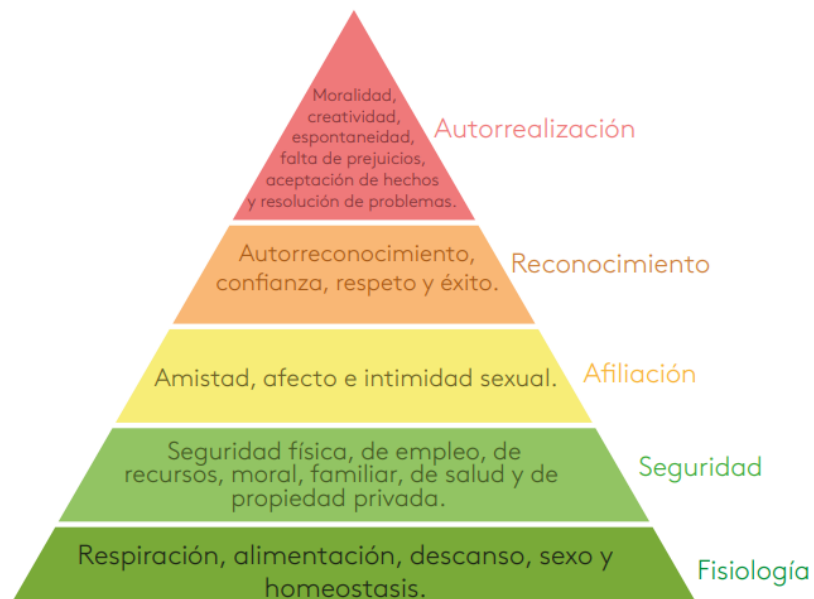 Moralidad,
creatividad,
espontaneidad,
falta de prejuicios,
aceptación de hechos
y resolución de problemas.
Autorrealización
Autorreconocimiento,
confianza, respeto y éxito.
Reconocimiento
Amistad, afecto e intimidad sexual.
Afiliación
Seguridad física, de empleo, de
recursos, moral, familiar, de salud y de
propiedad privada.
Seguridad
Respiración, alimentación, descanso, sexo y
homeostasis.
Fisiología